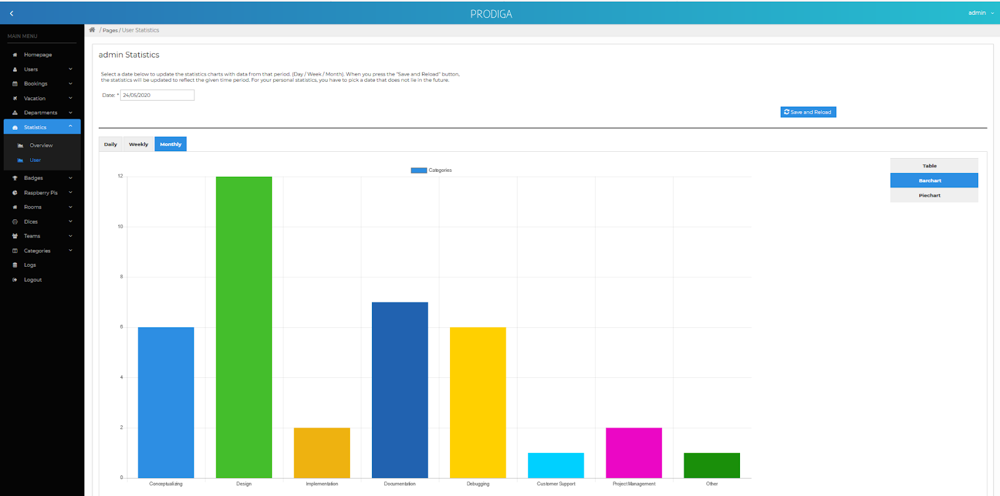 PRODIGA
admin
MAIN MENU
Homepage
Users
Bookings
Vacation
Departments
Statistics
Overview
User
Badges
Raspberry Pis
Rooms
Dices
Teams
Categories
Logs
Logout
/ Pages / User Statistics
admin Statistics
Select a date below to update the statistics charts with data from that period. (Day / Week / Month). When you press the "Save and Reload" button,
the statistics will be updated to reflect the given time period. For your personal statistics, you have to pick a date that does not lie in the future.
Date: * 24/05/2020
Save and Reload
Daily Weekly Monthly
Table
Barchart
Piechart
Categories
12
10
8
6
4
2
0
Conceptualizing Design Implementation Documentation Debugging Customer Support Project Management Other